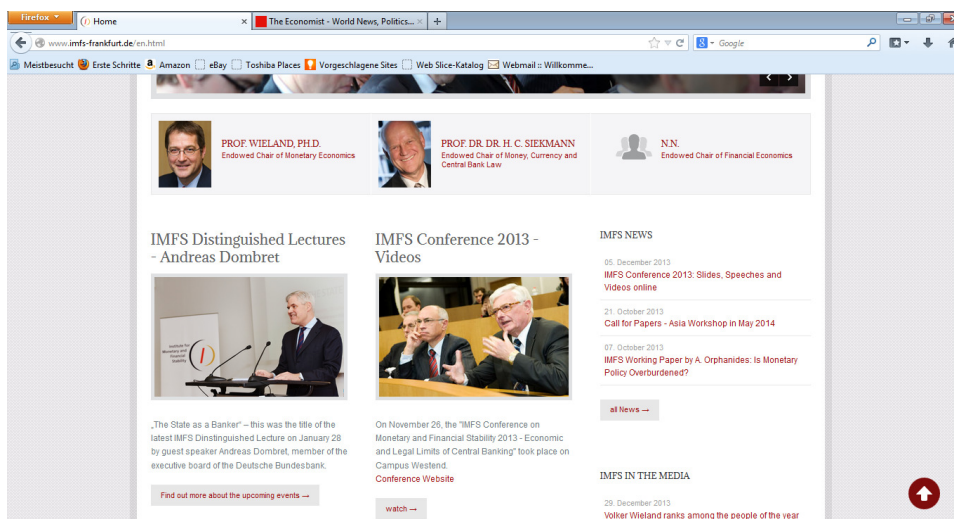 Firefox
Home
The Economist - World News, Politics...
www.imfs-frankfurt.de/en.html
Google
Meistbesucht Erste Schritte Amazon eBay Toshiba Places Vorgeschlagene Sites Web Slice-Katalog Webmail :: Willkomme...
PROF. WIELAND, PH.D.
Endowed Chair of Monetary Economics
PROF. DR. DR. H. C. SIEKMANN
Endowed Chair of Money, Currency and
Central Bank Law
N.N.
Endowed Chair of Financial Economics
IMFS Distinguished Lectures
- Andreas Dombret
Institute for
Monetary and
Financial
Stability
„The State as a Banker" – this was the title of the
latest IMFS Dinstinguished Lecture on January 28
by guest speaker Andreas Dombret, member of the
executive board of the Deutsche Bundesbank.
Find out more about the upcoming events →
IMFS Conference 2013 -
Videos
On November 26, the "IMFS Conference on
Monetary and Financial Stability 2013 - Economic
and Legal Limits of Central Banking" took place on
Campus Westend.
Conference Website
watch →
IMFS NEWS
05. December 2013
IMFS Conference 2013: Slides, Speeches and
Videos online
21. October 2013
Call for Papers - Asia Workshop in May 2014
07. October 2013
IMFS Working Paper by A. Orphanides: Is Monetary
Policy Overburdened?
all News →
IMFS IN THE MEDIA
29. December 2013
Volker Wieland ranks among the people of the year